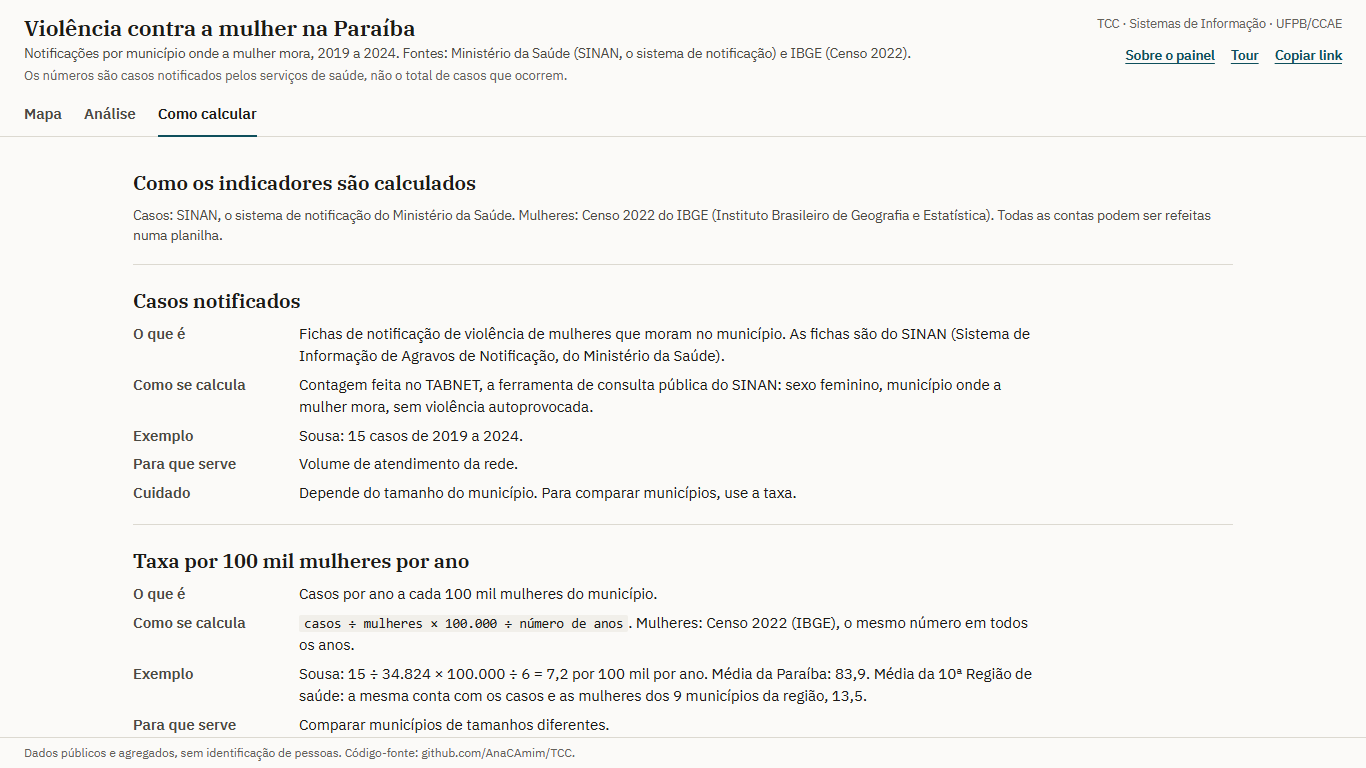 Violência contra a mulher na Paraíba
TCC · Sistemas de Informação · UFPB/CCAE
Notificações por município onde a mulher mora, 2019 a 2024. Fontes: Ministério da Saúde (SINAN, o sistema de notificação) e IBGE (Censo 2022).
Os números são casos notificados pelos serviços de saúde, não o total de casos que ocorrem.
Sobre o painel Tour Copiar link
Mapa Análise Como calcular
Como os indicadores são calculados
Casos: SINAN, o sistema de notificação do Ministério da Saúde. Mulheres: Censo 2022 do IBGE (Instituto Brasileiro de Geografia e Estatística). Todas as contas podem ser refeitas
numa planilha.
Casos notificados
O que é Fichas de notificação de violência de mulheres que moram no município. As fichas são do SINAN (Sistema de
Informação de Agravos de Notificação, do Ministério da Saúde).
Como se calcula Contagem feita no TABNET, a ferramenta de consulta pública do SINAN: sexo feminino, município onde a
mulher mora, sem violência autoprovocada.
Exemplo Sousa: 15 casos de 2019 a 2024.
Para que serve Volume de atendimento da rede.
Cuidado Depende do tamanho do município. Para comparar municípios, use a taxa.
Taxa por 100 mil mulheres por ano
O que é Casos por ano a cada 100 mil mulheres do município.
Como se calcula casos ÷ mulheres × 100.000 ÷ número de anos. Mulheres: Censo 2022 (IBGE), o mesmo número em todos
os anos.
Exemplo Sousa: 15 ÷ 34.824 × 100.000 ÷ 6 = 7,2 por 100 mil por ano. Média da Paraíba: 83,9. Média da 10ª Região de
saúde: a mesma conta com os casos e as mulheres dos 9 municípios da região, 13,5.
Para que serve Comparar municípios de tamanhos diferentes.
Dados públicos e agregados, sem identificação de pessoas. Código-fonte: github.com/AnaCAmim/TCC.